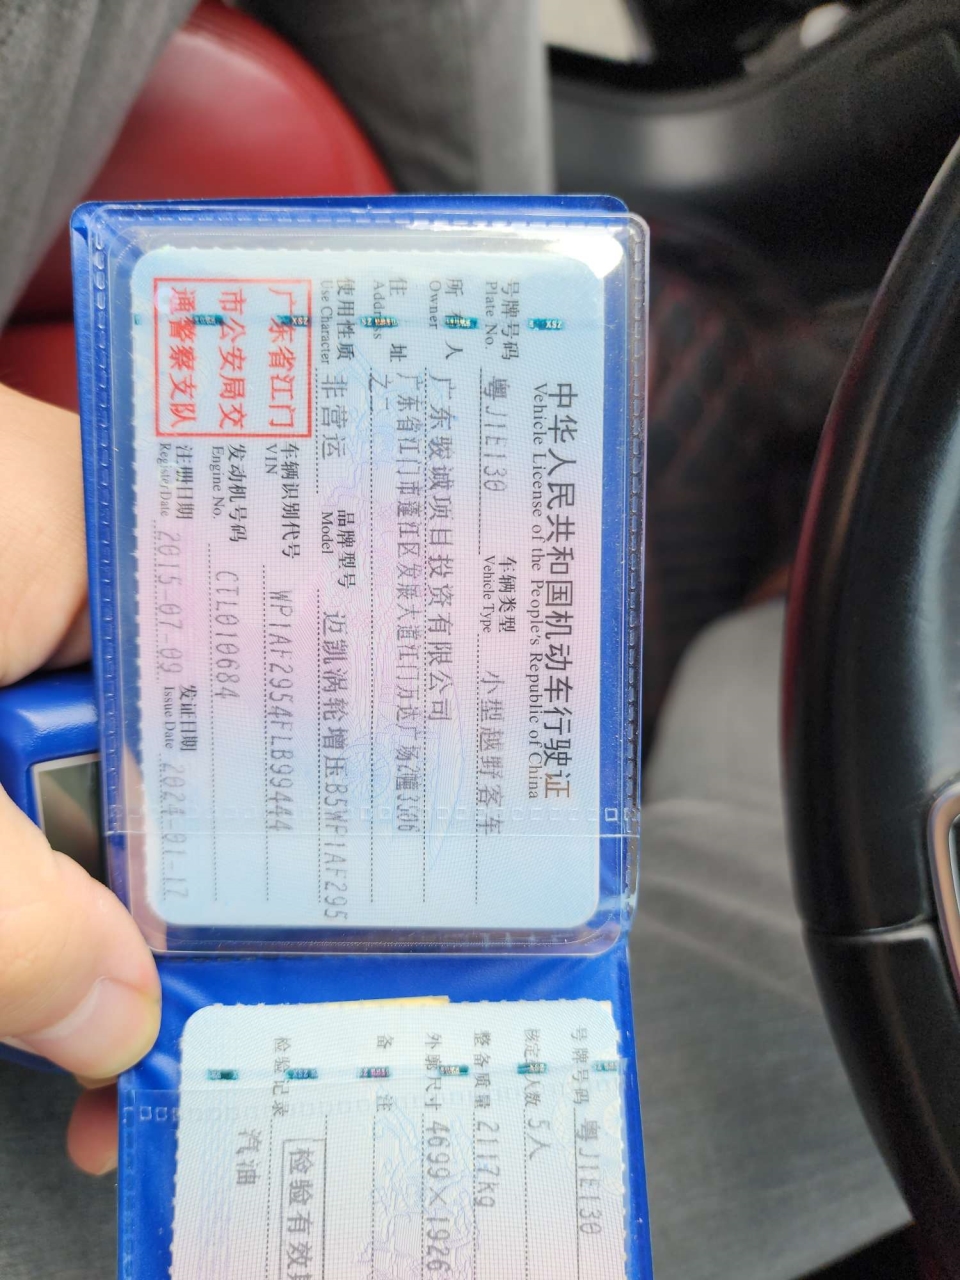 中华人民共和国机动车行驶证
Vehicle License of the People's Republic of China
号牌号码 粤J1E130 车辆类型 小型越野客车
Plate No. Vehicle Type
所有人 广东骏诚项目投资有限公司
Owner
住址 广东省江门市蓬江区发展大道江门万达广场2幢3606
Address 之
使用性质 非营运 品牌型号 迈凯涡轮增压B5WF1AF295
Use Character Model
广东省江门
市公安局交
通警察支队
车辆识别代号 WP1AF2954FLB99444
VIN
发动机号码 CTL010684
Engine No.
注册日期 2015-07-09 发证日期 2024-01-17
Register Date Issue Date
号牌号码 粤J1E130
核定人数 5人
整备质量 2117kg
外廓尺寸 4699×1926
备注
检验有效期
检验记录
汽油